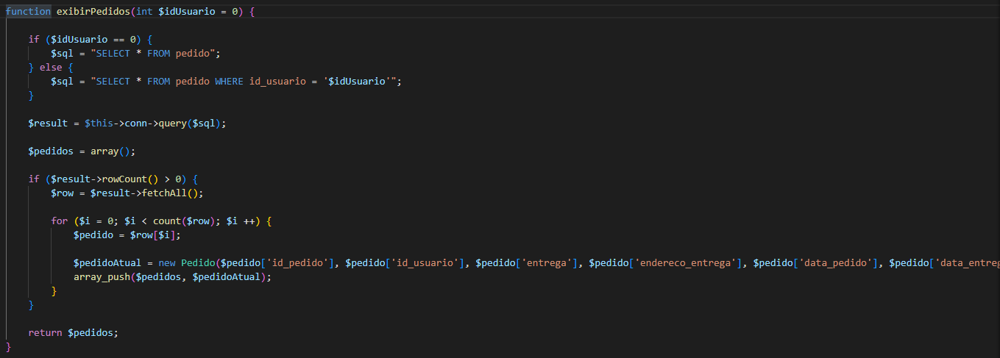 function exibirPedidos(int $idUsuario = 0) {
if ($idUsuario == 0) {
$sql = "SELECT * FROM pedido";
} else {
$sql = "SELECT * FROM pedido WHERE id_usuario = '$idUsuario'";
}
$result = $this->conn->query($sql);
$pedidos = array();
if ($result->rowCount() > 0) {
$row = $result->fetchAll();
for ($i = 0; $i < count($row); $i ++) {
$pedido = $row[$i];
$pedidoAtual = new Pedido($pedido['id_pedido'], $pedido['id_usuario'], $pedido['entrega'], $pedido['endereco_entrega'], $pedido['data_pedido'], $pedido['data_entreg
array_push($pedidos, $pedidoAtual);
}
}
return $pedidos;
}